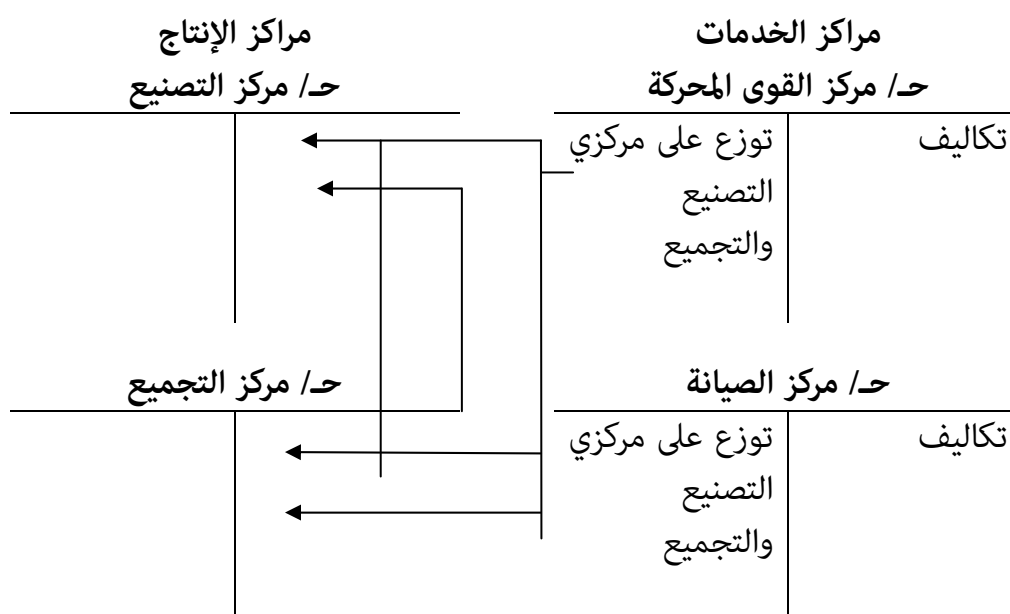 مراكز الخدمات
مراكز الإنتاج
حـ/ مركز القوى المحركة
حـ/ مركز التصنيع
تكاليف
توزع على مركزي
التصنيع
والتجميع
حـ/ مركز الصيانة
حـ/ مركز التجميع
تكاليف
توزع على مركزي
التصنيع
والتجميع